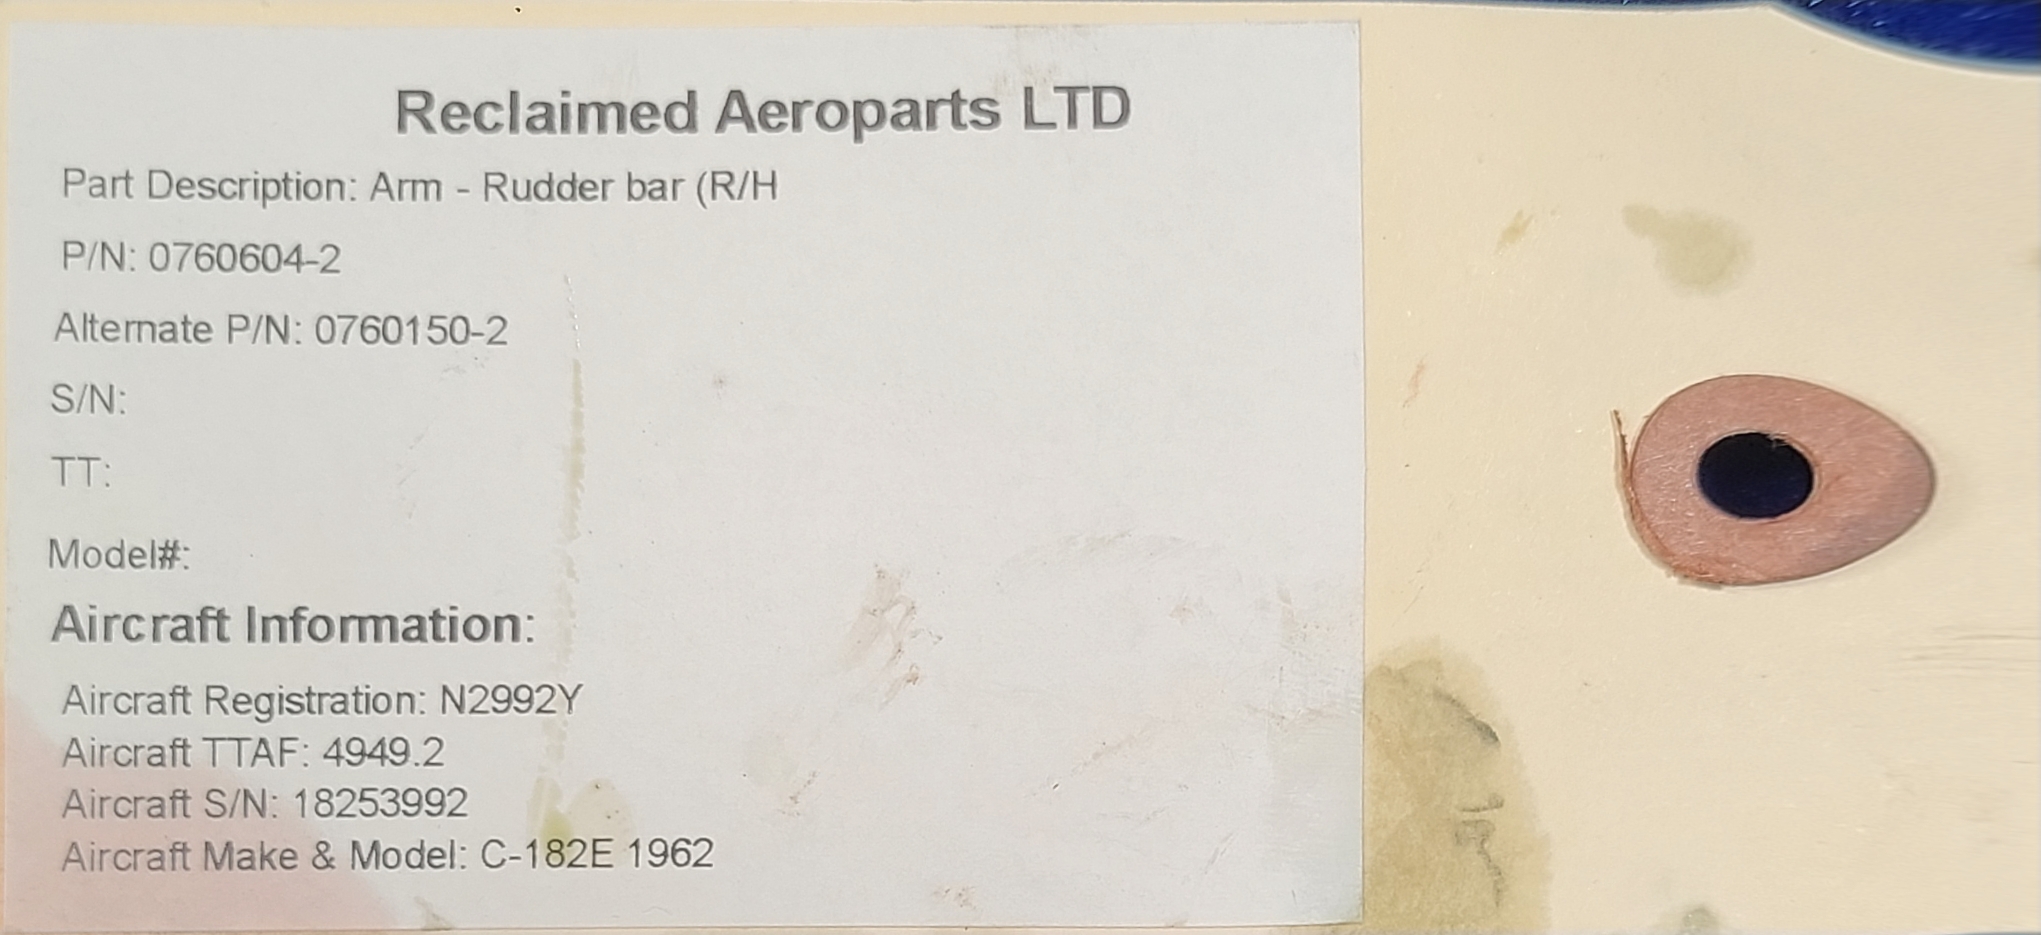 Reclaimed Aeroparts LTD
Part Description: Arm - Rudder bar (R/H
P/N: 0760604-2
Alternate P/N: 0760150-2
S/N:
TT:
Model#:
Aircraft Information:
Aircraft Registration: N2992Y
Aircraft TTAF: 4949.2
Aircraft S/N: 18253992
Aircraft Make & Model: C-182E 1962